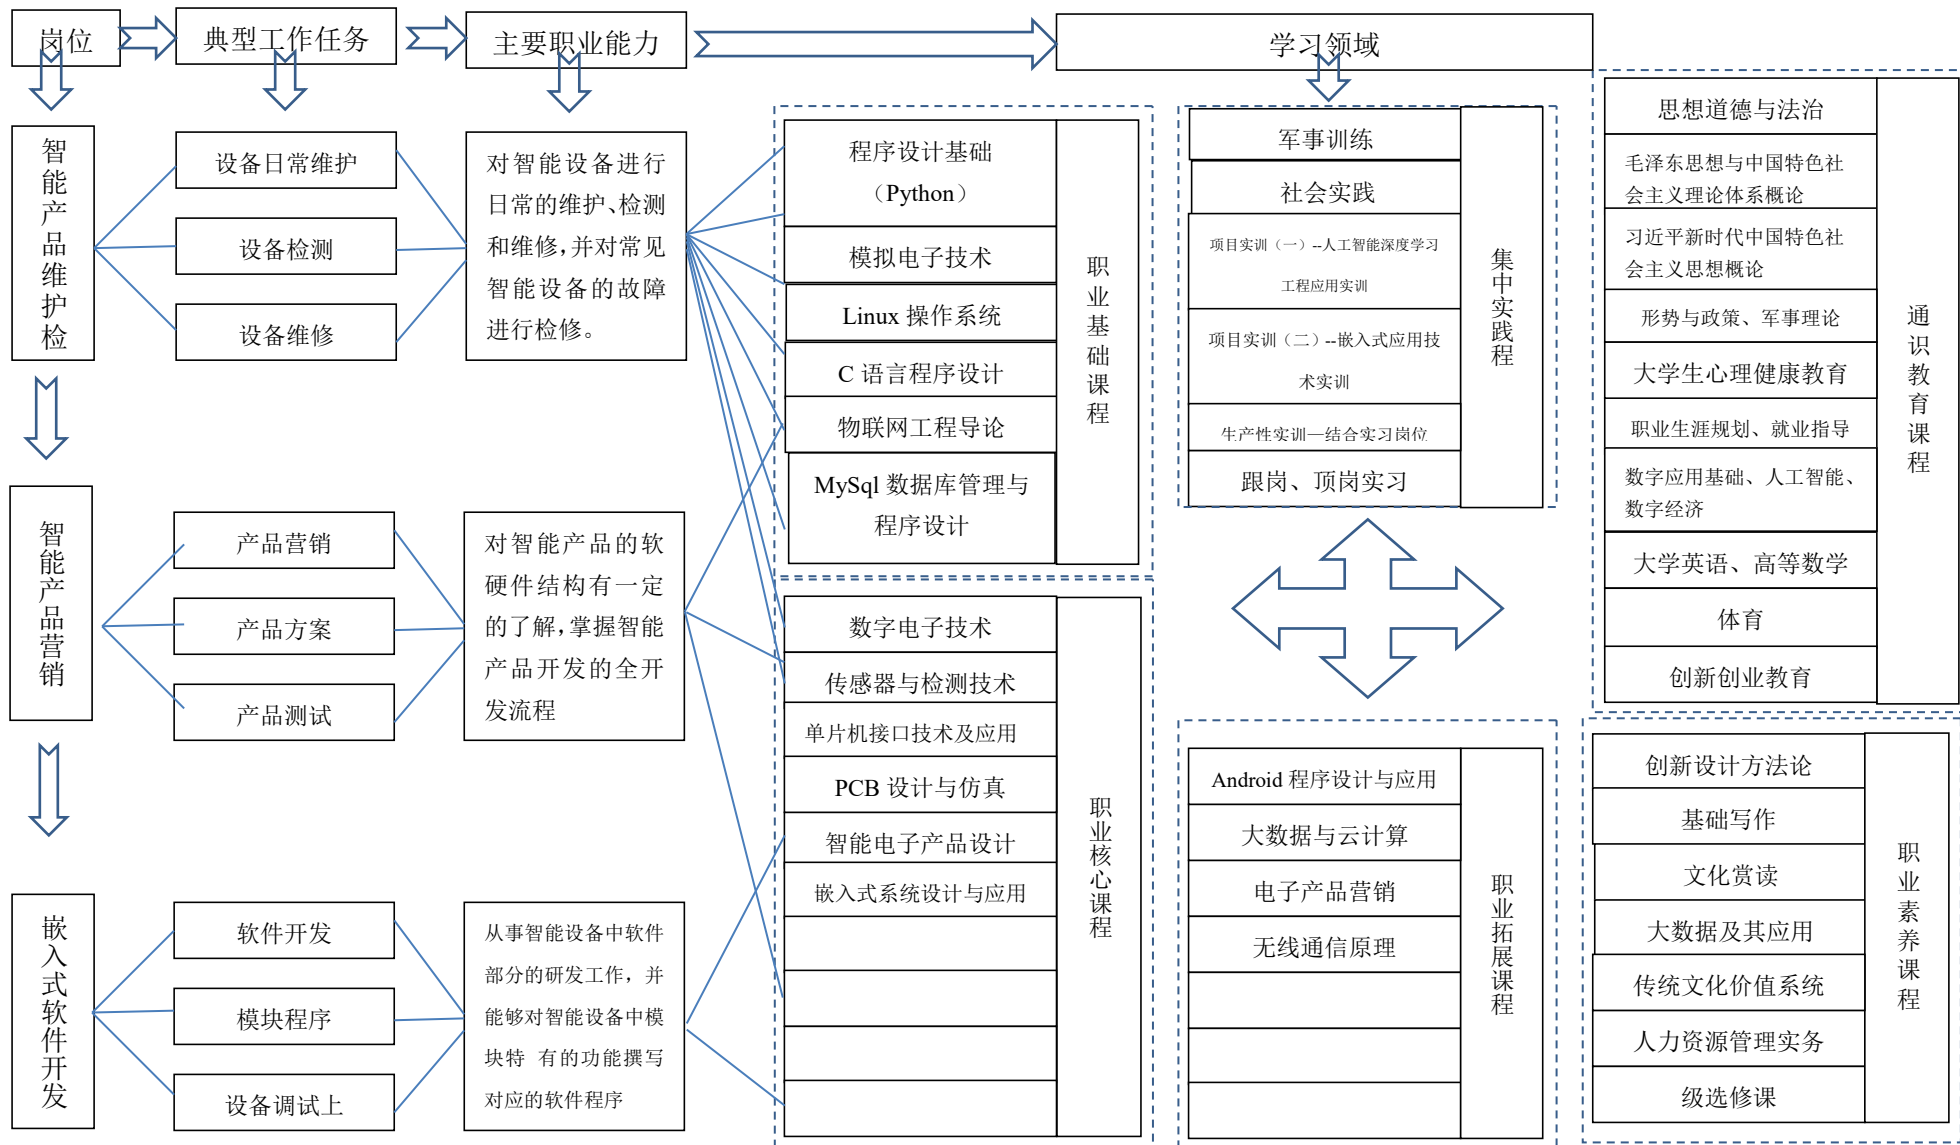 岗位
典型工作任务
主要职业能力
学习领域
智能产品维护检
设备日常维护
设备检测
设备维修
对智能设备进行
日常的维护、检测
和维修,并对常见
智能设备的故障
进行检修。
智能产品营销
产品营销
产品方案
产品测试
对智能产品的软
硬件结构有一定
的了解,掌握智能
产品开发的全开
发流程
嵌入式软件开发
软件开发
模块程序
设备调试上
从事智能设备中软件
部分的研发工作，并
能够对智能设备中模
块特 有的功能撰写
对应的软件程序
程序设计基础
（Python）
模拟电子技术
Linux 操作系统
C 语言程序设计
物联网工程导论
MySql 数据库管理与
程序设计
职业基础课程
数字电子技术
传感器与检测技术
单片机接口技术及应用
PCB 设计与仿真
智能电子产品设计
嵌入式系统设计与应用
职业核心课程
军事训练
社会实践
项目实训（一）--人工智能深度学习
工程应用实训
项目实训（二）--嵌入式应用技
术实训
生产性实训—结合实习岗位
跟岗、顶岗实习
集中实践程
Android 程序设计与应用
大数据与云计算
电子产品营销
无线通信原理
职业拓展课程
思想道德与法治
毛泽东思想与中国特色社
会主义理论体系概论
习近平新时代中国特色社
会主义思想概论
形势与政策、军事理论
大学生心理健康教育
职业生涯规划、就业指导
数字应用基础、人工智能、
数字经济
大学英语、高等数学
体育
创新创业教育
通识教育课程
创新设计方法论
基础写作
文化赏读
大数据及其应用
传统文化价值系统
人力资源管理实务
级选修课
职业素养课程